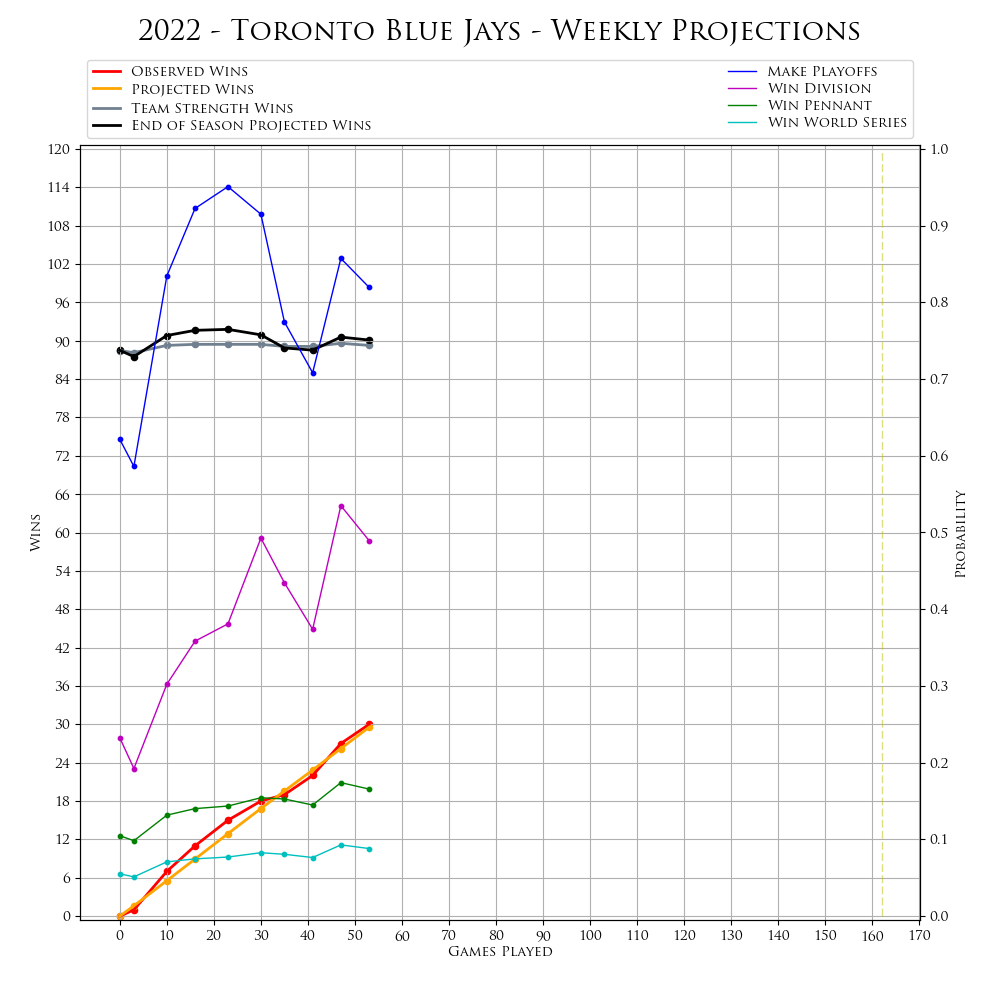 2022 - Toronto Blue Jays - Weekly Projections
Observed Wins
Projected Wins
Team Strength Wins
End of Season Projected Wins
Make Playoffs
Win Division
Win Pennant
Win World Series
120
114
108
102
96
90
84
78
72
66
60
54
48
42
36
30
24
18
12
6
0
Wins
1.0
0.9
0.8
0.7
0.6
0.5
0.4
0.3
0.2
0.1
0.0
Probability
0 10 20 30 40 50 60 70 80 90 100 110 120 130 140 150 160 170
Games Played